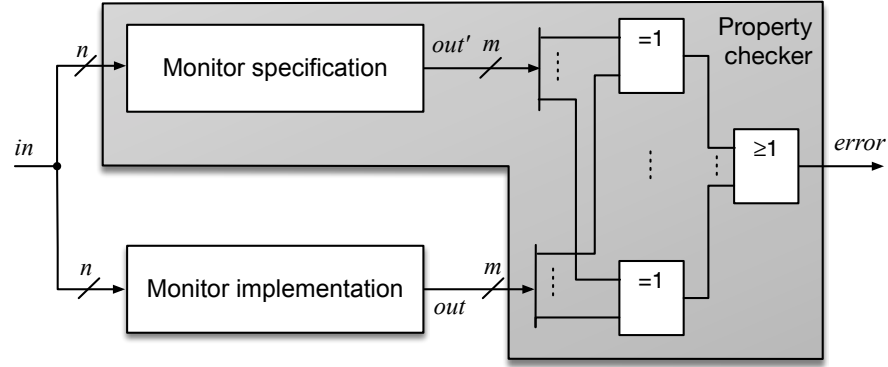 n
Monitor specification
out'
m
=1
Property
checker
in
≥1
error
n
Monitor implementation
out
m
=1